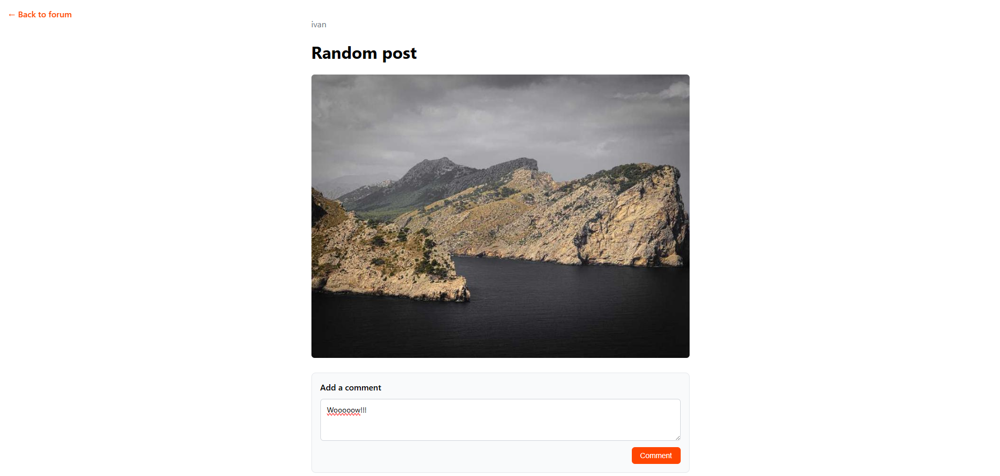 ← Back to forum
ivan
Random post
Add a comment
Wooooow!!!
Comment